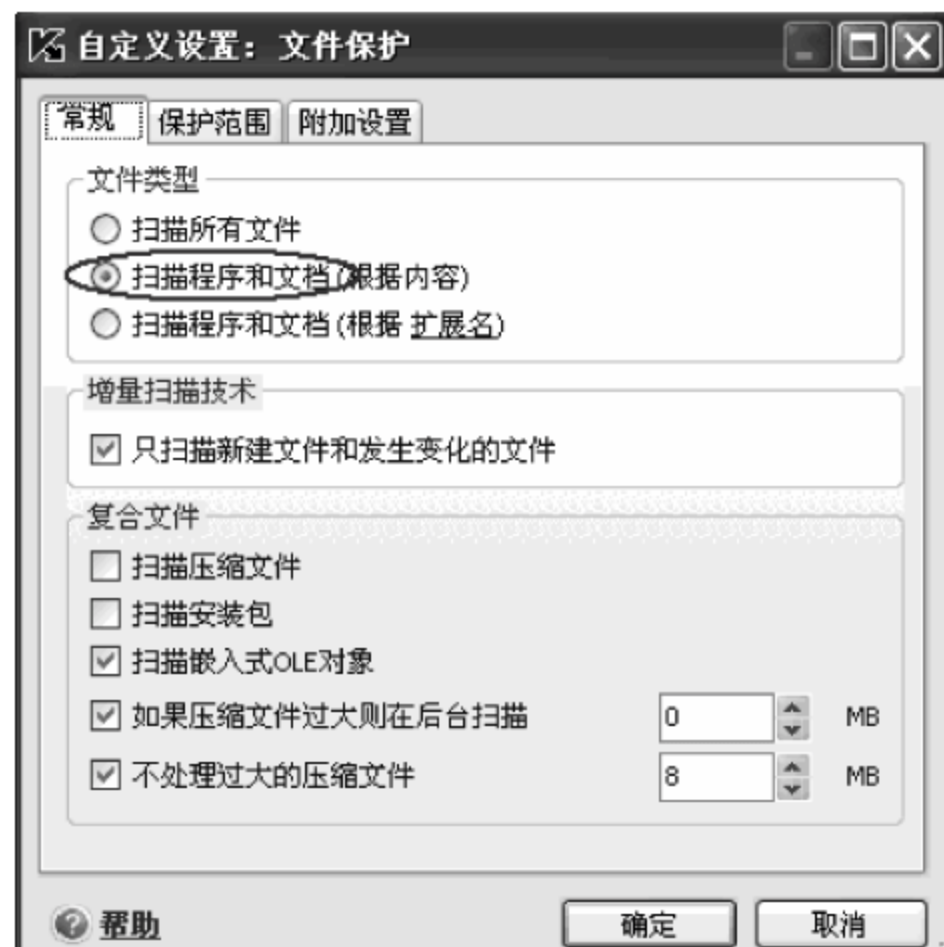 自定义设置：文件保护
常规 保护范围 附加设置
文件类型
扫描所有文件
扫描程序和文档(根据内容)
扫描程序和文档(根据 扩展名)
增量扫描技术
只扫描新建文件和发生变化的文件
复合文件
扫描压缩文件
扫描安装包
扫描嵌入式OLE对象
如果压缩文件过大则在后台扫描 0 MB
不处理过大的压缩文件 8 MB
帮助 确定 取消